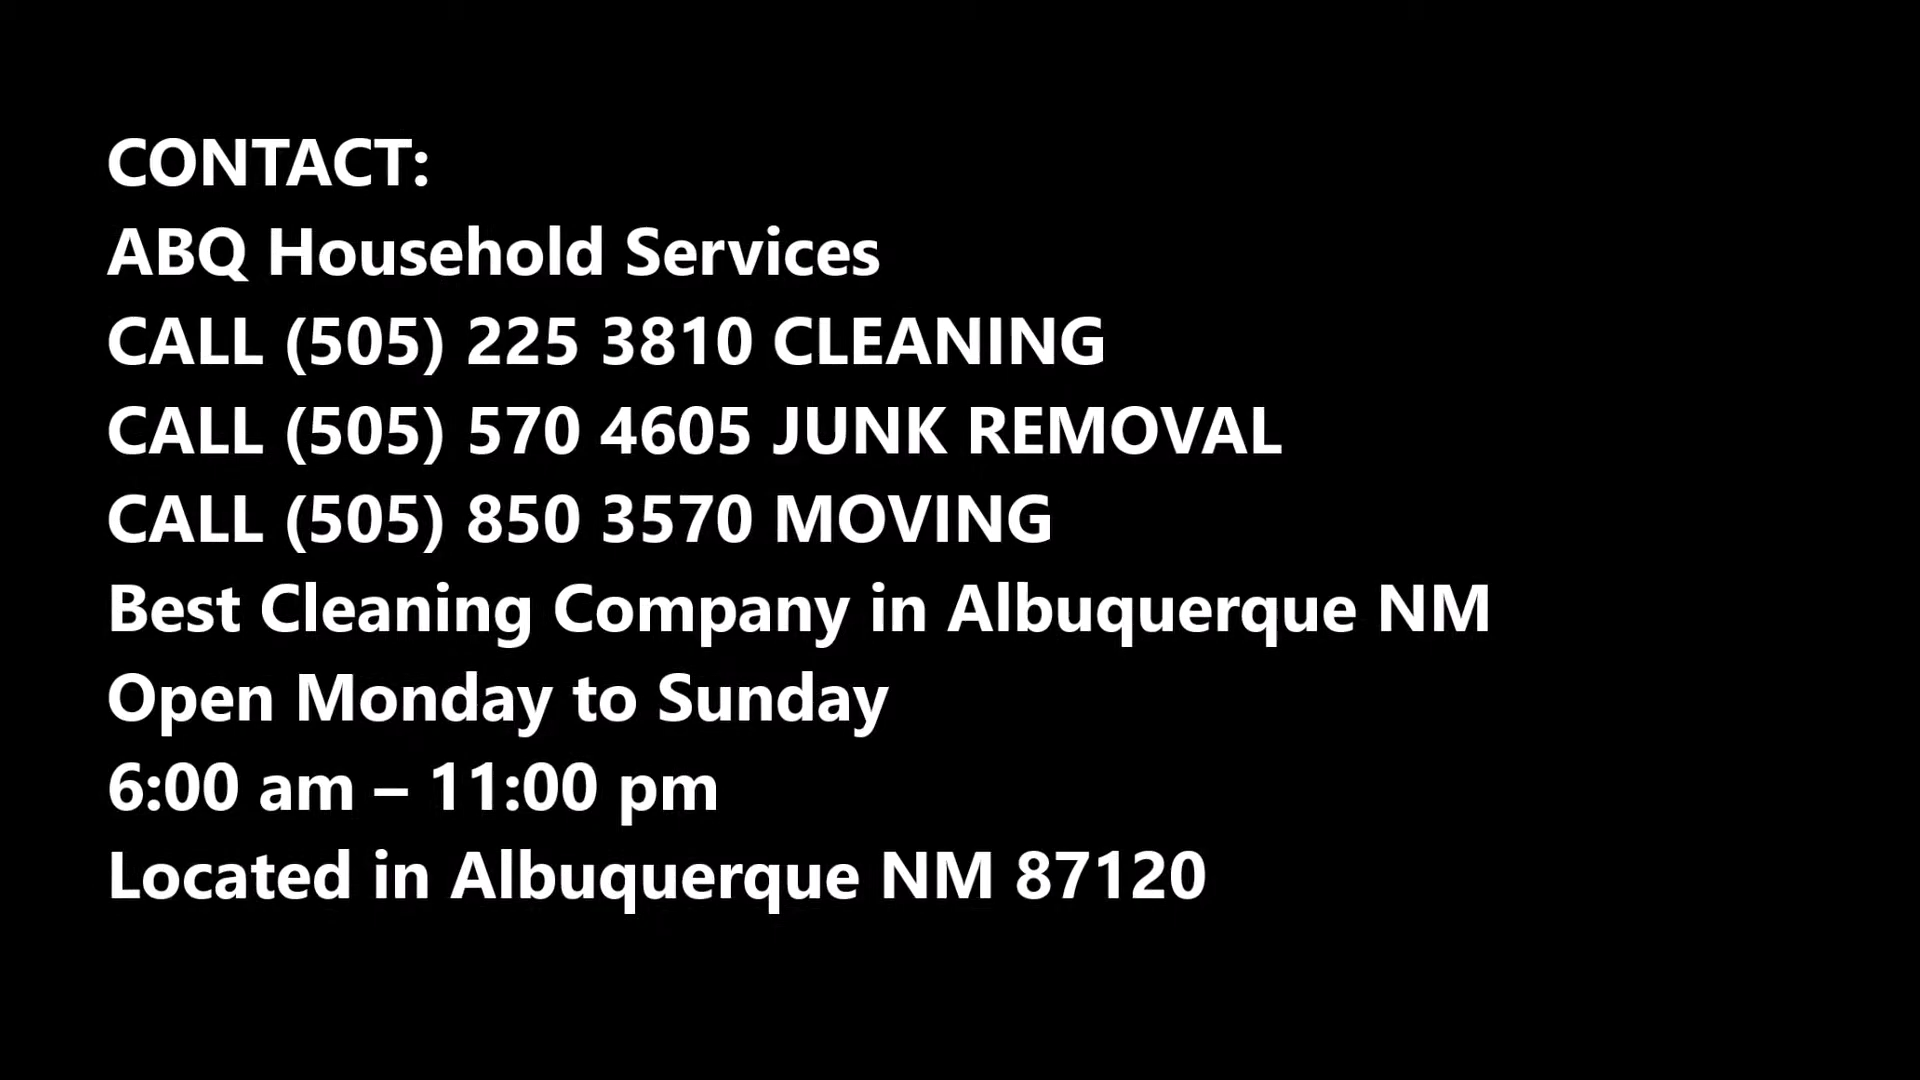 CONTACT:
ABQ Household Services
CALL (505) 225 3810 CLEANING
CALL (505) 570 4605 JUNK REMOVAL
CALL (505) 850 3570 MOVING
Best Cleaning Company in Albuquerque NM
Open Monday to Sunday
6:00 am – 11:00 pm
Located in Albuquerque NM 87120